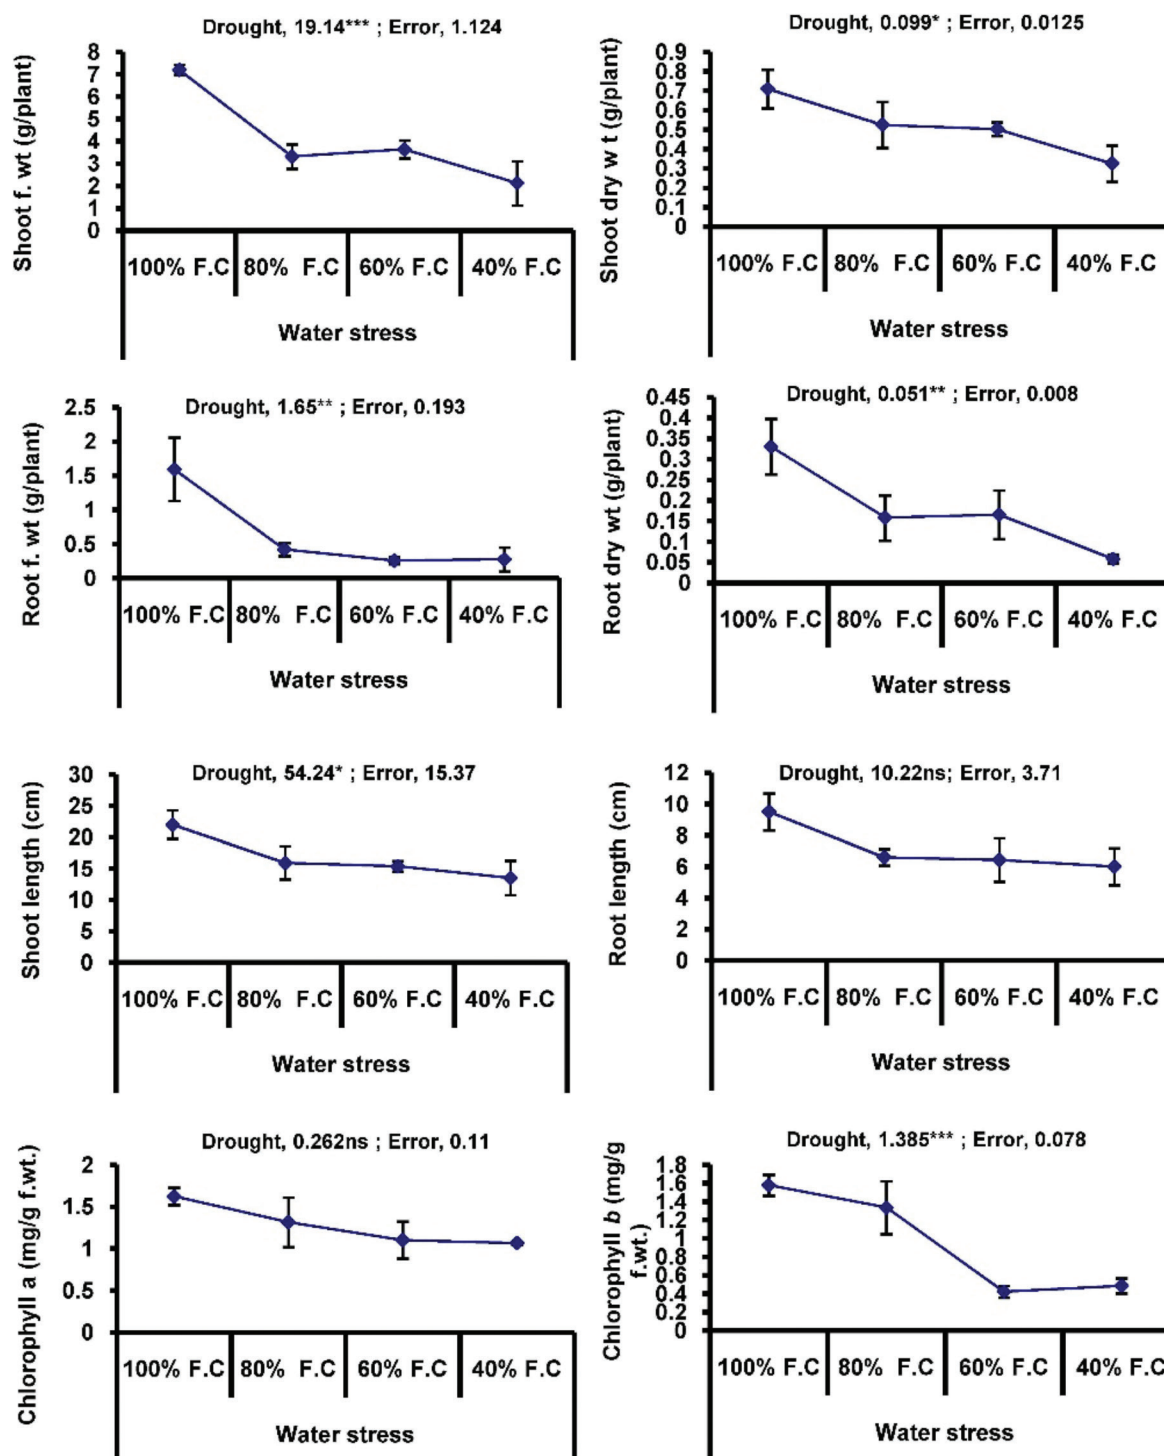 Drought, 19.14*** ; Error, 1.124
Shoot f. wt (g/plant)
8
7
6
5
4
3
2
1
0
100% F.C 80% F.C 60% F.C 40% F.C
Water stress
Drought, 0.099* ; Error, 0.0125
Shoot dry w t (g/plant)
0.9
0.8
0.7
0.6
0.5
0.4
0.3
0.2
0.1
0
100% F.C 80% F.C 60% F.C 40% F.C
Water stress
Drought, 1.65** ; Error, 0.193
Root f. wt (g/plant)
2.5
2
1.5
1
0.5
0
100% F.C 80% F.C 60% F.C 40% F.C
Water stress
Drought, 0.051** ; Error, 0.008
Root dry wt (g/plant)
0.45
0.4
0.35
0.3
0.25
0.2
0.15
0.1
0.05
0
100% F.C 80% F.C 60% F.C 40% F.C
Water stress
Drought, 54.24* ; Error, 15.37
Shoot length (cm)
30
25
20
15
10
5
0
100% F.C 80% F.C 60% F.C 40% F.C
Water stress
Drought, 10.22ns; Error, 3.71
Root length (cm)
12
10
8
6
4
2
0
100% F.C 80% F.C 60% F.C 40% F.C
Water stress
Drought, 0.262ns ; Error, 0.11
Chlorophyll a (mg/g f.wt.)
2
1.5
1
0.5
0
100% F.C 80% F.C 60% F.C 40% F.C
Water stress
Drought, 1.385*** ; Error, 0.078
Chlorophyll b (mg/g
f.wt.)
1.8
1.6
1.4
1.2
1
0.8
0.6
0.4
0.2
0
100% F.C 80% F.C 60% F.C 40% F.C
Water stress